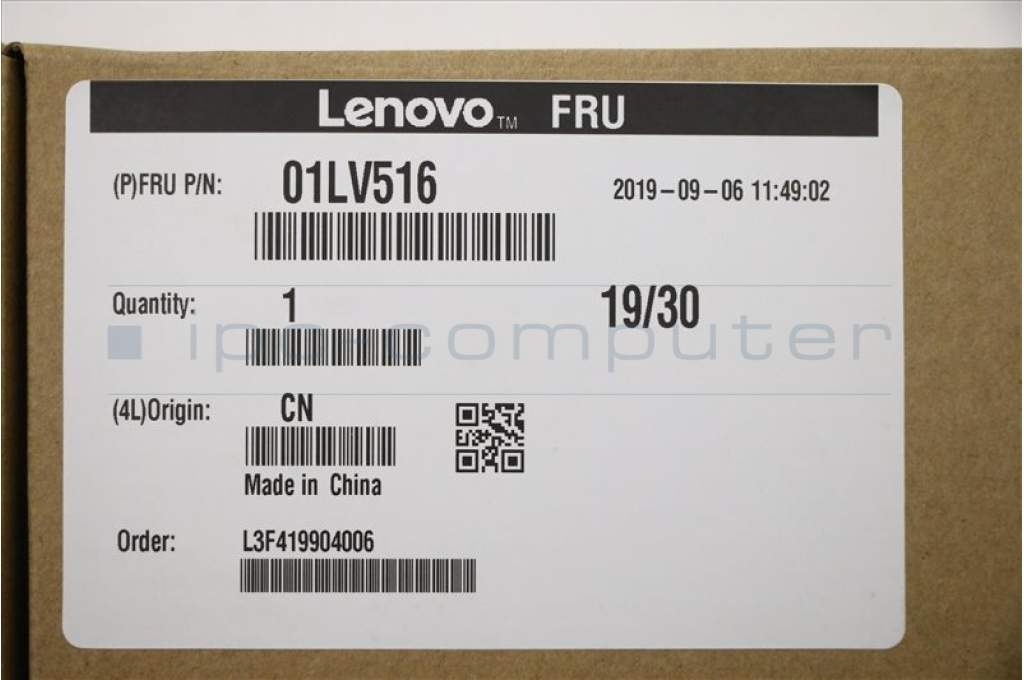 Lenovo™ FRU
(P)FRU P/N: 01LV516 2019-09-06 11:49:02
Quantity: 1 19/30
ipc-computer
(4L)Origin: CN
Made in China
Order: L3F419904006